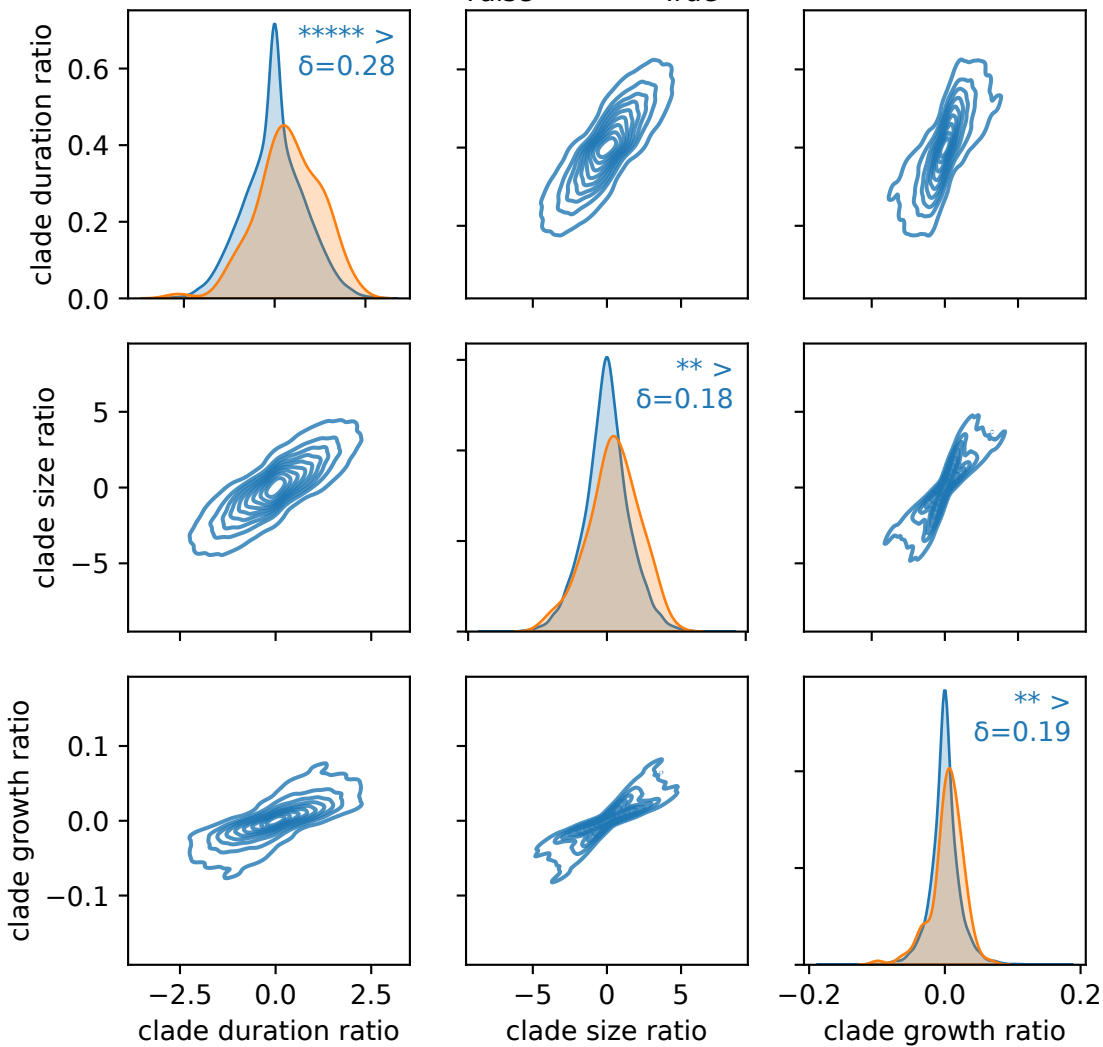 clade duration ratio
0.6
0.4
0.2
0.0
***** >
δ=0.28
clade size ratio
5
0
−5
** >
δ=0.18
clade growth ratio
0.1
0.0
−0.1
** >
δ=0.19
−2.5 0.0 2.5
−5 0 5
−0.2 0.0 0.2
clade duration ratio
clade size ratio
clade growth ratio